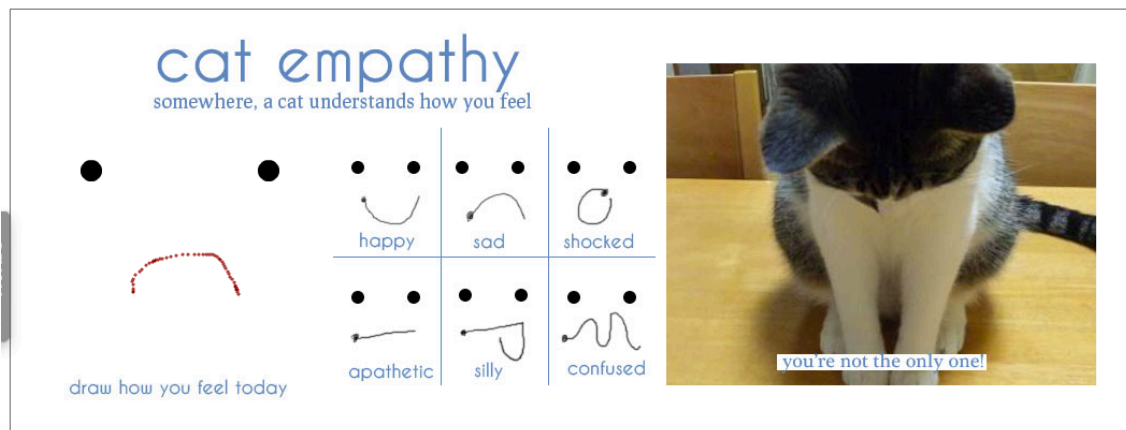 cat empathy
somewhere, a cat understands how you feel
happy
sad
shocked
apathetic
silly
confused
draw how you feel today
you're not the only one!